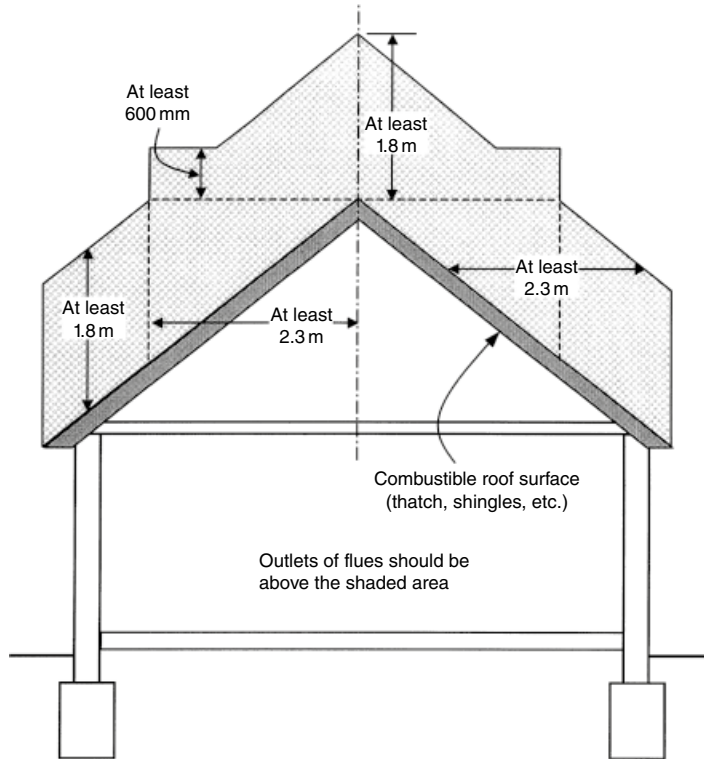 At least
600 mm
At least
1.8 m
At least
2.3 m
At least
1.8 m
At least
2.3 m
Combustible roof surface
(thatch, shingles, etc.)
Outlets of flues should be
above the shaded area